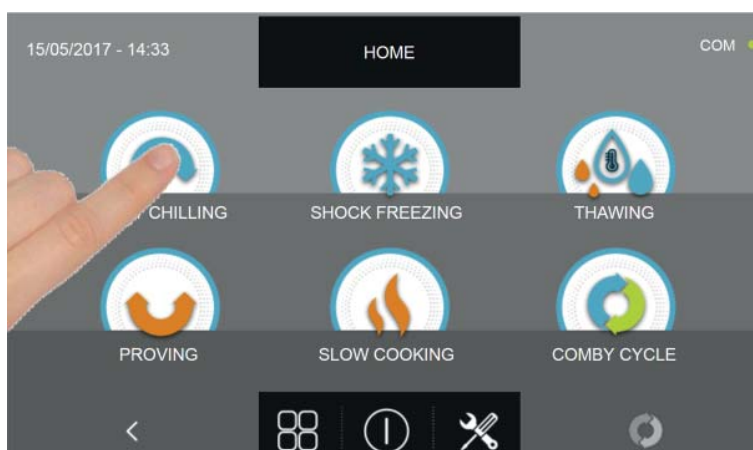 15/05/2017 - 14:33
HOME
COM
CHILLING
SHOCK FREEZING
THAWING
PROVING
SLOW COOKING
COMBY CYCLE